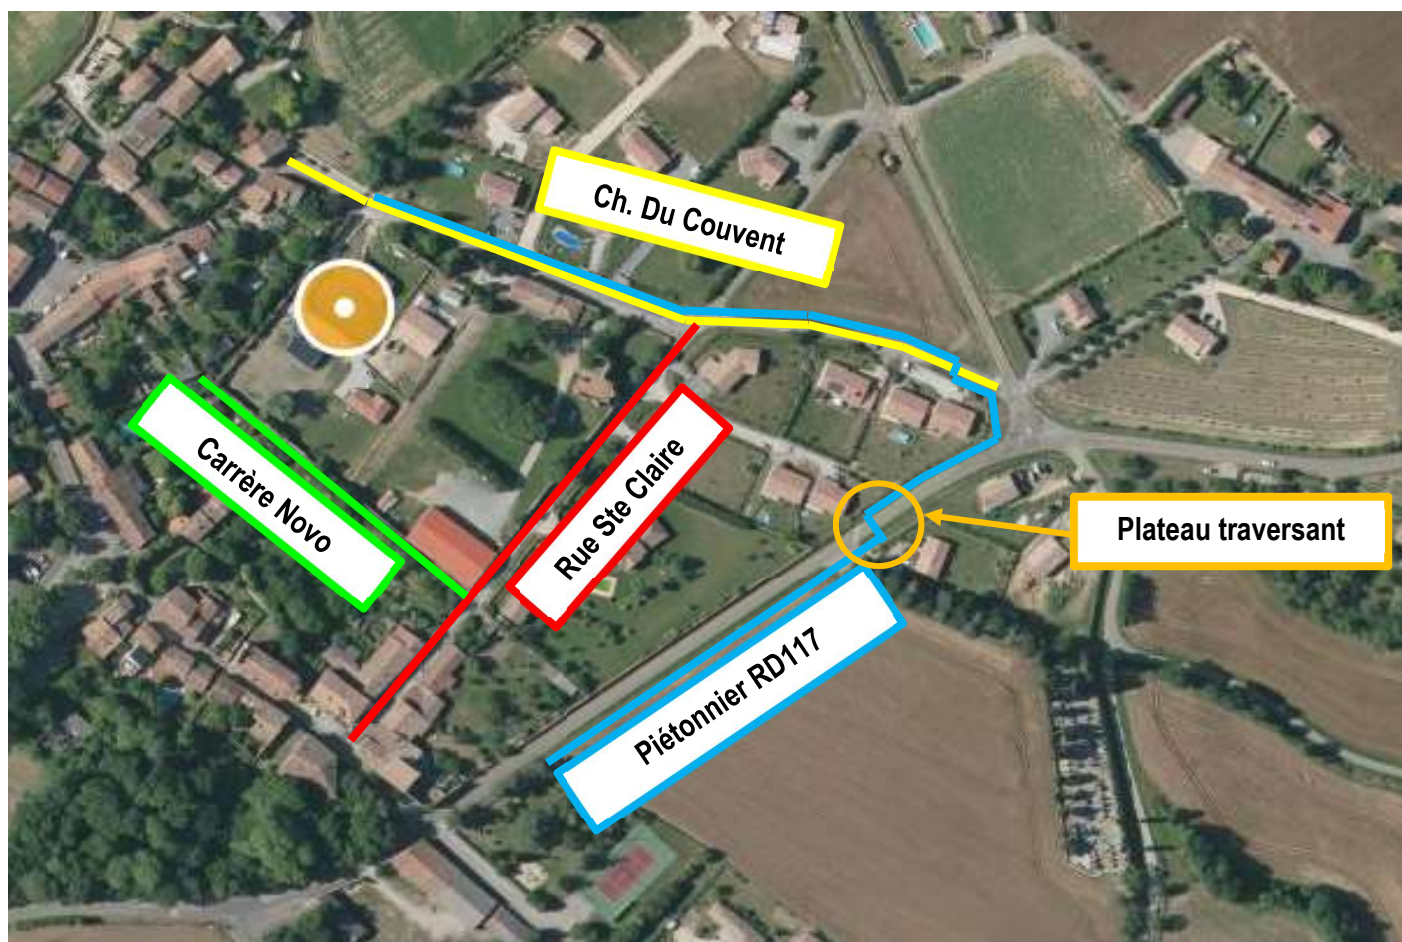 Ch. Du Couvent
Carrère Novo
Rue Ste Claire
Plateau traversant
Piétonnier RD117